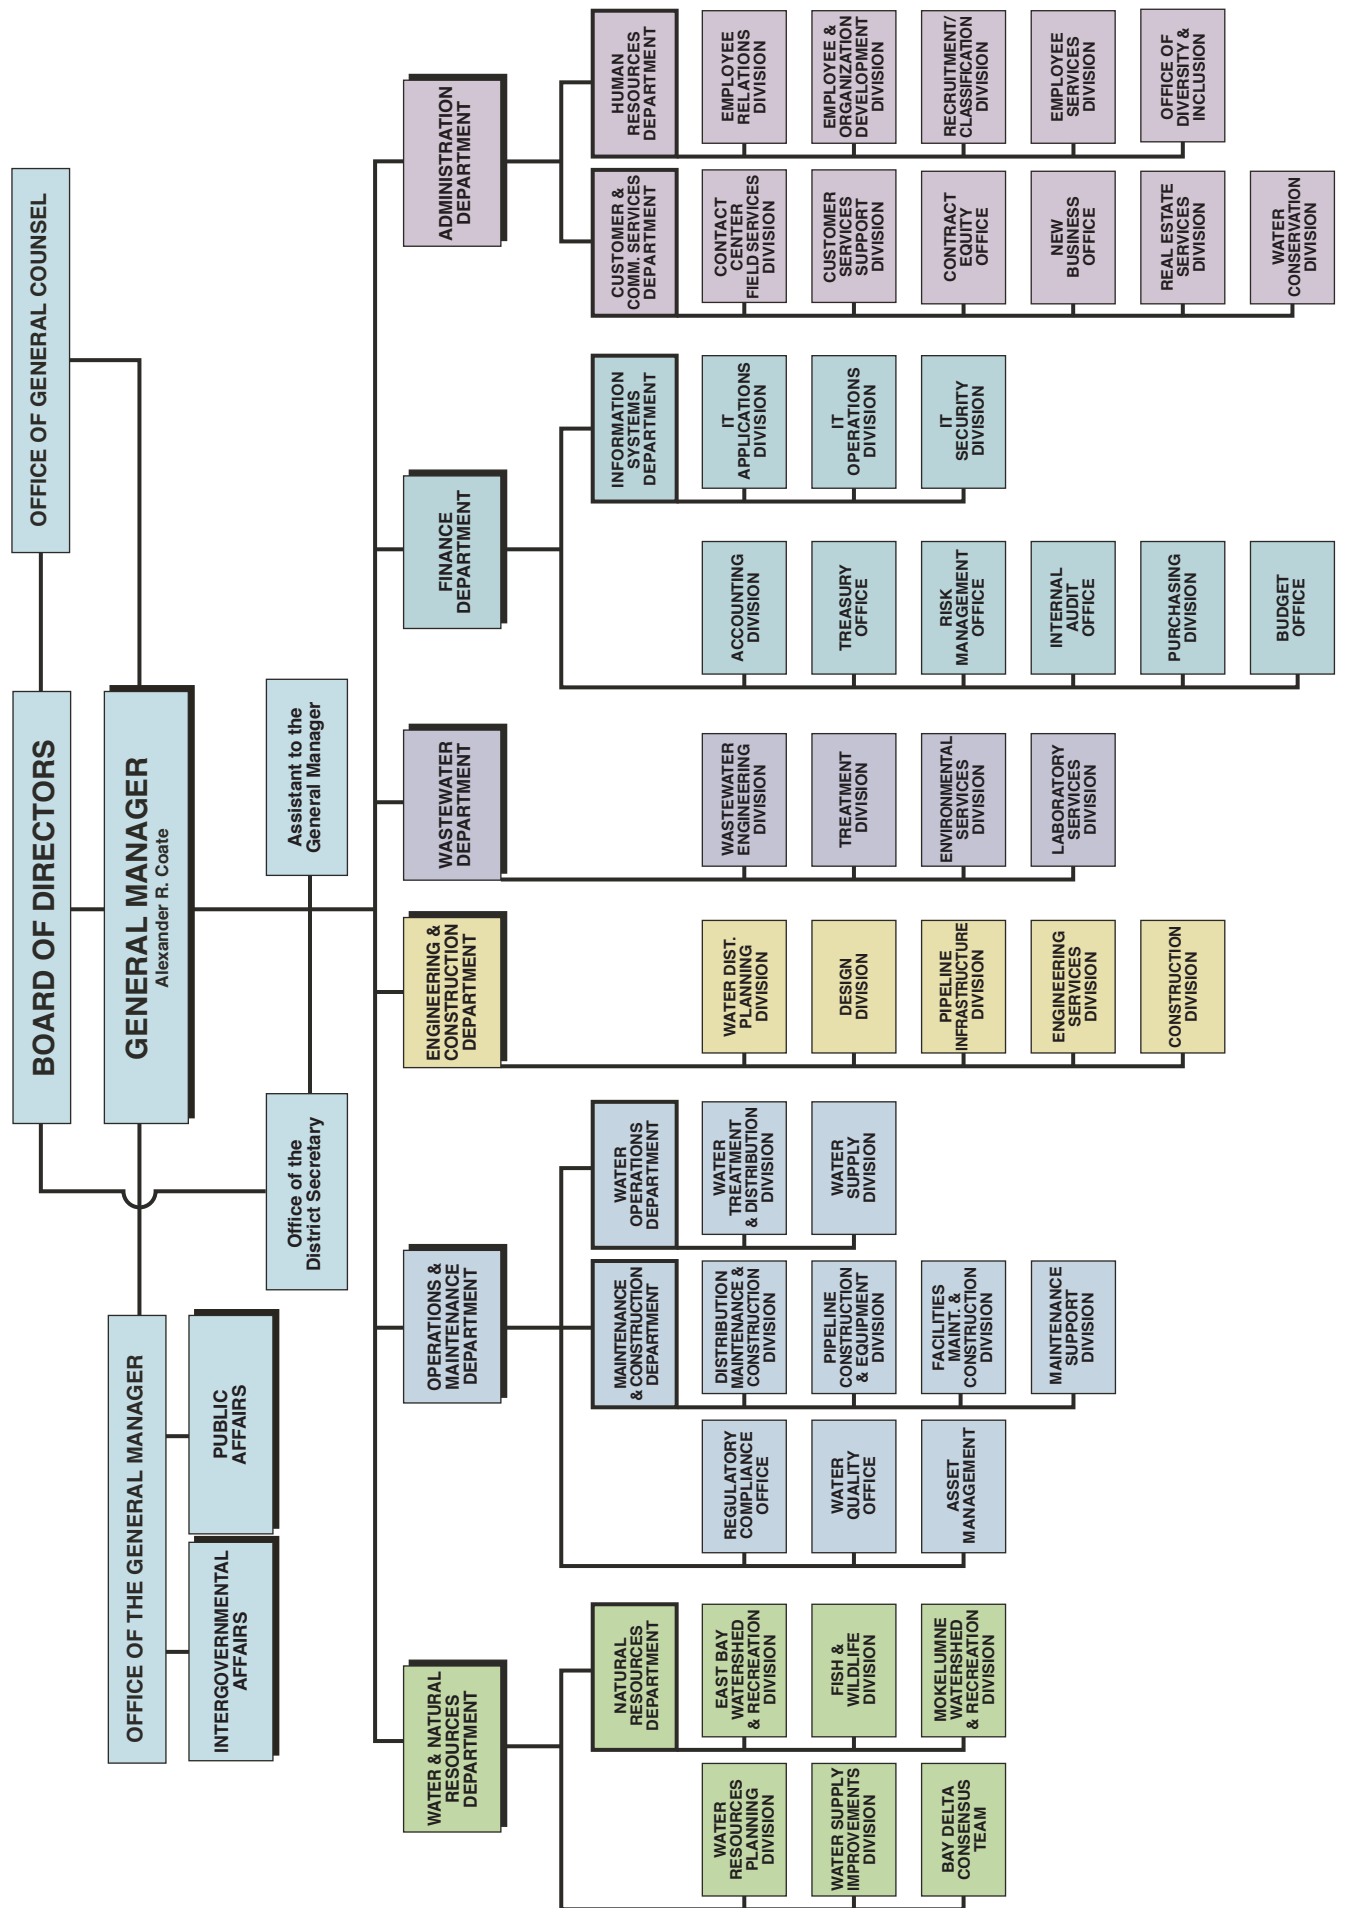 BOARD OF DIRECTORS
OFFICE OF GENERAL COUNSEL
GENERAL MANAGER
Alexander R. Coate
OFFICE OF THE GENERAL MANAGER
INTERGOVERNMENTAL
AFFAIRS
PUBLIC
AFFAIRS
Office of the
District Secretary
Assistant to the
General Manager
WATER & NATURAL
RESOURCES
DEPARTMENT
WATER
RESOURCES
PLANNING
DIVISION
WATER SUPPLY
IMPROVEMENTS
DIVISION
BAY DELTA
CONSENSUS
TEAM
NATURAL
RESOURCES
DEPARTMENT
EAST BAY
WATERSHED
& RECREATION
DIVISION
FISH &
WILDLIFE
DIVISION
MOKELUMNE
WATERSHED
& RECREATION
DIVISION
OPERATIONS &
MAINTENANCE
DEPARTMENT
REGULATORY
COMPLIANCE
OFFICE
WATER
QUALITY
OFFICE
ASSET
MANAGEMENT
MAINTENANCE
& CONSTRUCTION
DEPARTMENT
DISTRIBUTION
MAINTENANCE &
CONSTRUCTION
DIVISION
PIPELINE
CONSTRUCTION
& EQUIPMENT
DIVISION
FACILITIES
MAINT. &
CONSTRUCTION
DIVISION
MAINTENANCE
SUPPORT
DIVISION
WATER
OPERATIONS
DEPARTMENT
WATER
TREATMENT
& DISTRIBUTION
DIVISION
WATER
SUPPLY
DIVISION
ENGINEERING &
CONSTRUCTION
DEPARTMENT
WATER DIST.
PLANNING
DIVISION
DESIGN
DIVISION
PIPELINE
INFRASTRUCTURE
DIVISION
ENGINEERING
SERVICES
DIVISION
CONSTRUCTION
DIVISION
WASTEWATER
DEPARTMENT
WASTEWATER
ENGINEERING
DIVISION
TREATMENT
DIVISION
ENVIRONMENTAL
SERVICES
DIVISION
LABORATORY
SERVICES
DIVISION
FINANCE
DEPARTMENT
ACCOUNTING
DIVISION
TREASURY
OFFICE
RISK
MANAGEMENT
OFFICE
INTERNAL
AUDIT
OFFICE
PURCHASING
DIVISION
BUDGET
OFFICE
INFORMATION
SYSTEMS
DEPARTMENT
IT
APPLICATIONS
DIVISION
IT
OPERATIONS
DIVISION
IT
SECURITY
DIVISION
ADMINISTRATION
DEPARTMENT
CUSTOMER &
COMM. SERVICES
DEPARTMENT
CONTACT
CENTER
FIELD SERVICES
DIVISION
CUSTOMER
SERVICES
SUPPORT
DIVISION
CONTRACT
EQUITY
OFFICE
NEW
BUSINESS
OFFICE
REAL ESTATE
SERVICES
DIVISION
WATER
CONSERVATION
DIVISION
HUMAN
RESOURCES
DEPARTMENT
EMPLOYEE
RELATIONS
DIVISION
EMPLOYEE &
ORGANIZATION
DEVELOPMENT
DIVISION
RECRUITMENT/
CLASSIFICATION
DIVISION
EMPLOYEE
SERVICES
DIVISION
OFFICE OF
DIVERSITY &
INCLUSION